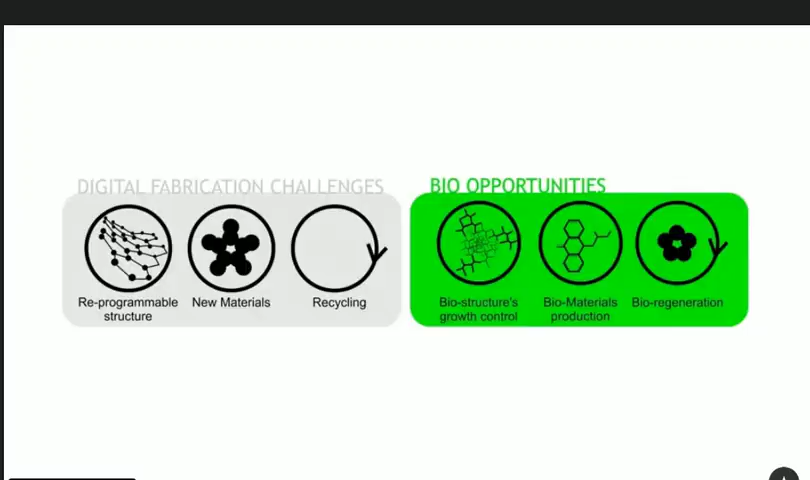 DIGITAL FABRICATION CHALLENGES
Re-programmable
structure
New Materials
Recycling
BIO OPPORTUNITIES
Bio-structure's
growth control
Bio-Materials
production
Bio-regeneration